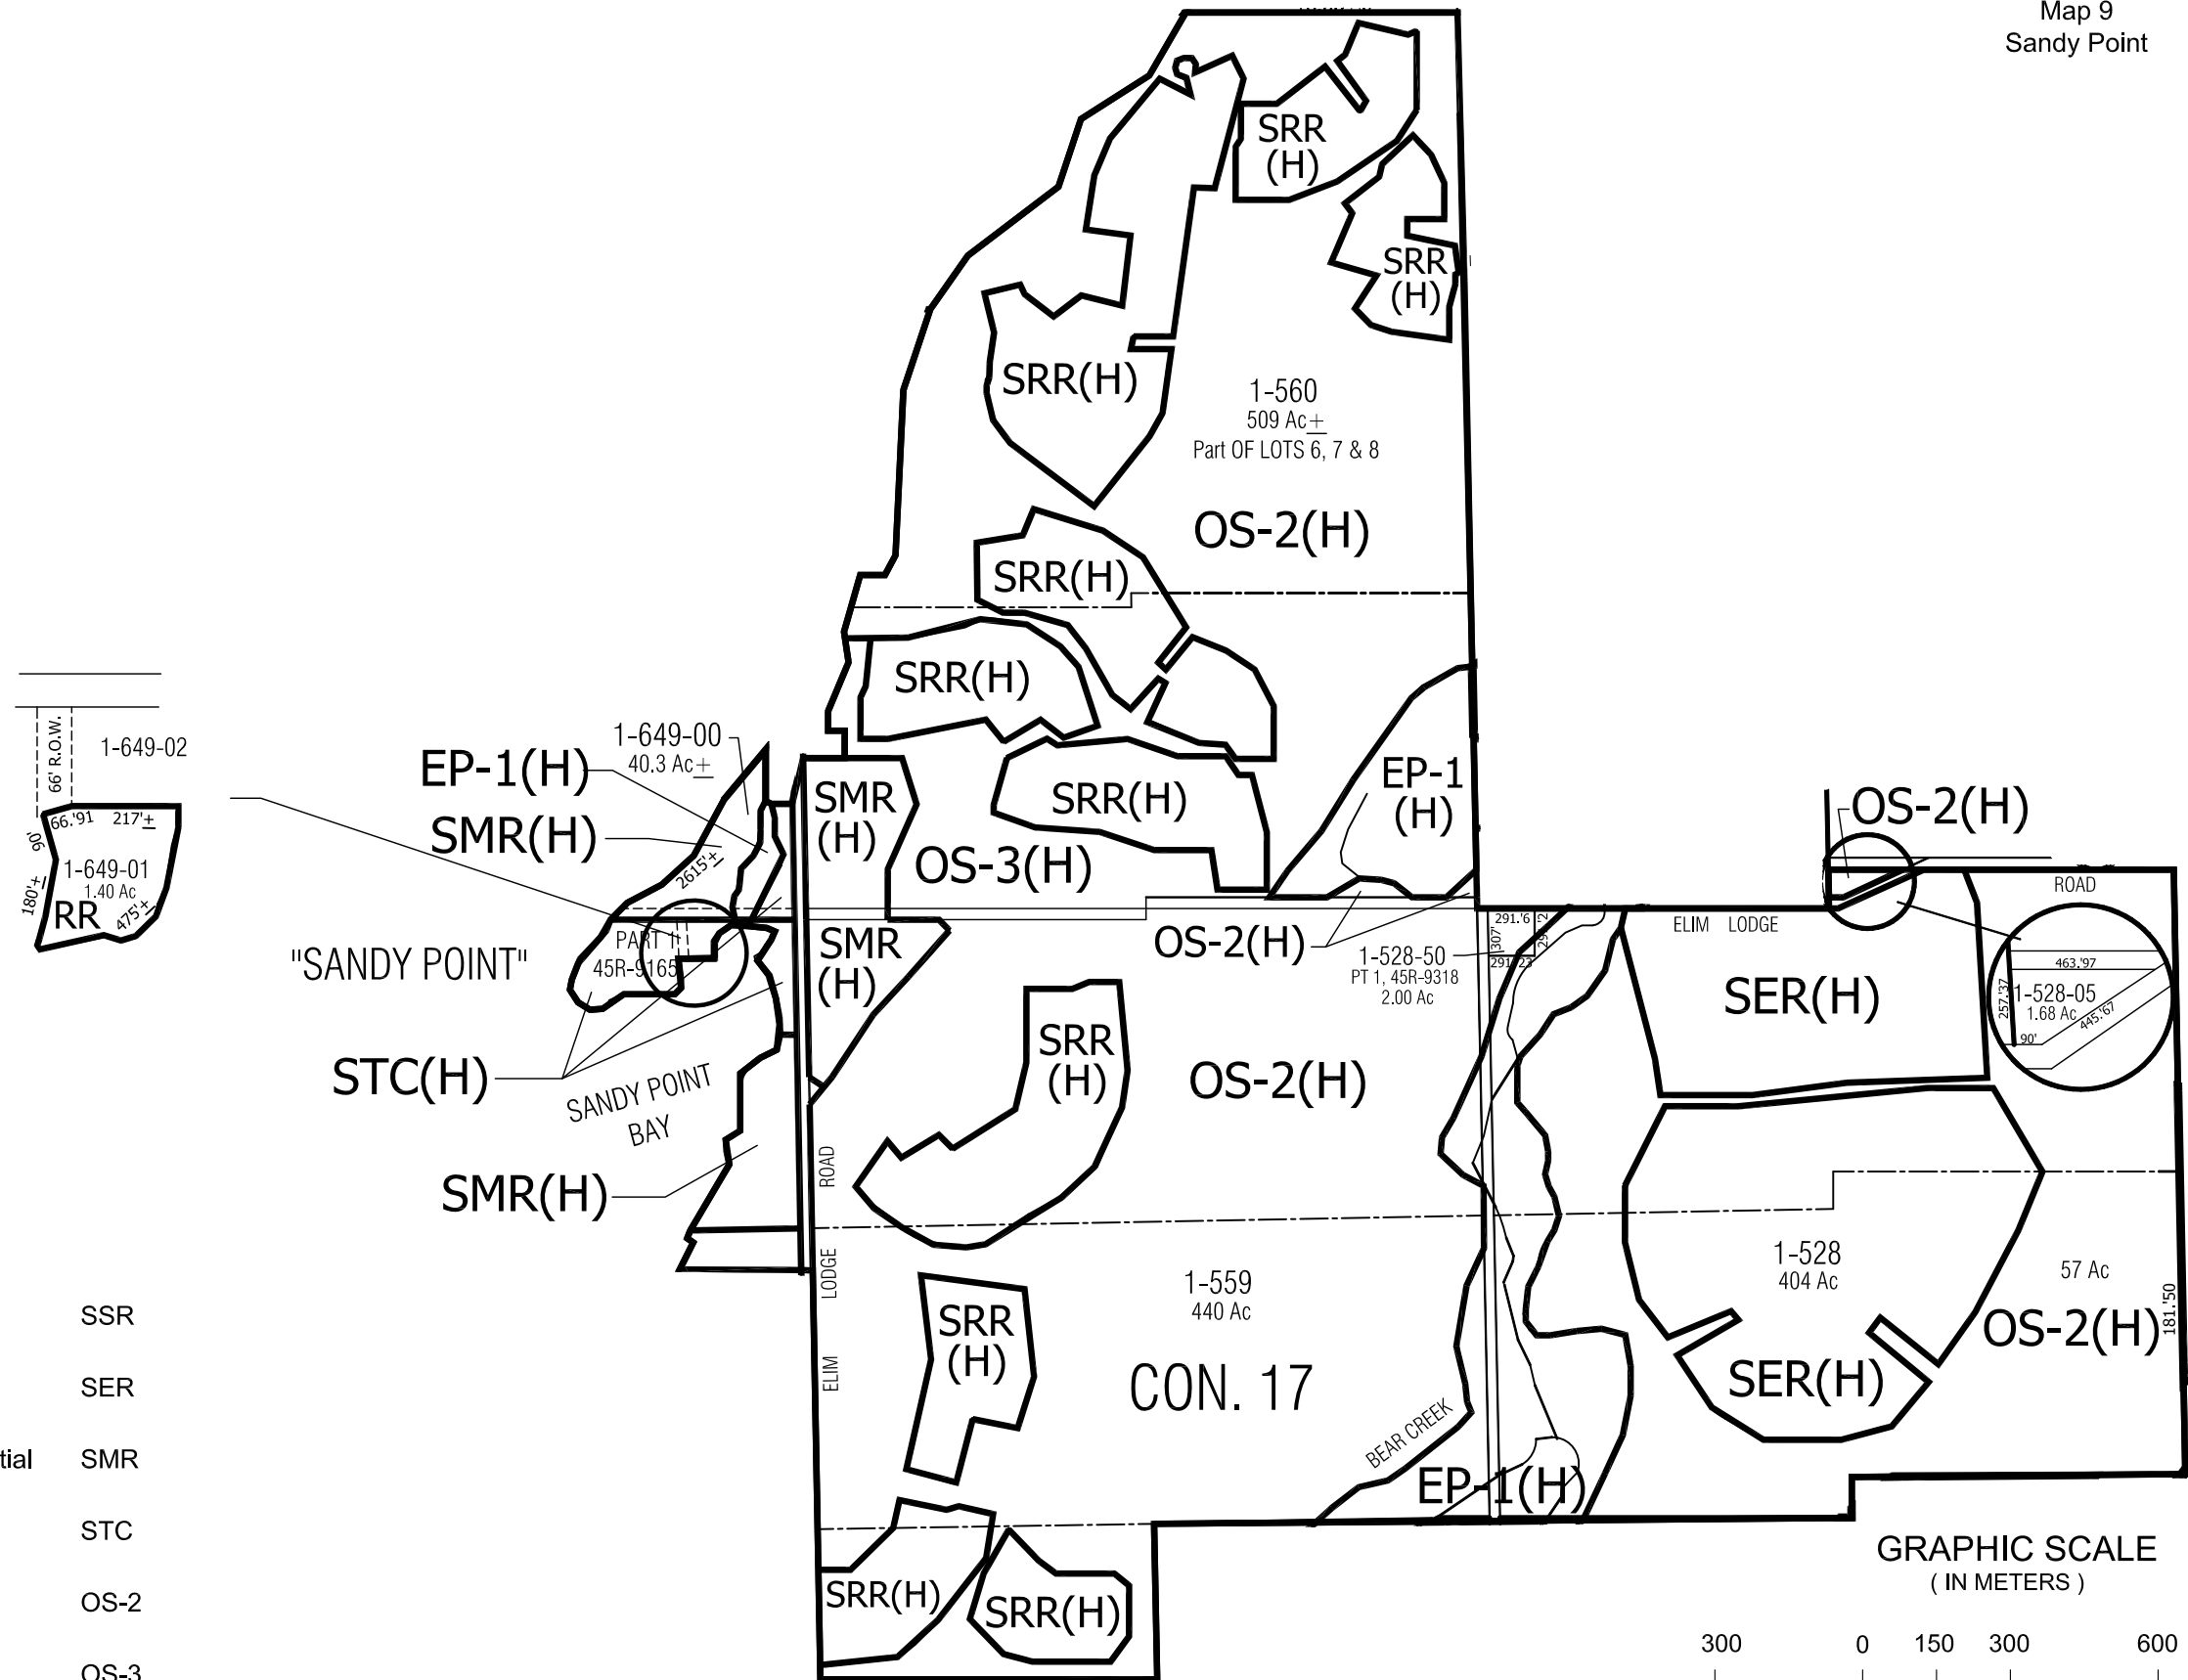 Map 9
Sandy Point
SRR
(H)
SRR
(H)
SRR(H)
1-560
509 Ac±
Part OF LOTS 6, 7 & 8
OS-2(H)
SRR(H)
SRR(H)
66' R.O.W.
1-649-02
66.'91
217'±
90'
1-649-01
1.40 Ac
180'±
RR
475'±
1-649-00
40.3 Ac±
EP-1(H)
SMR(H)
2615'±
SMR
(H)
SRR(H)
EP-1
(H)
OS-3(H)
OS-2(H)
ROAD
"SANDY POINT"
PART 1
45R-9165
SMR
(H)
OS-2(H)
291.'6
307'
1-528-50
PT 1, 45R-9318
2.00 Ac
ELIM LODGE
SER(H)
463.'97
257.'37
1-528-05
1.68 Ac
445.'67
90'
STC(H)
SANDY POINT
BAY
SRR
(H)
OS-2(H)
SMR(H)
ROAD
LODGE
ELIM
1-559
440 Ac
1-528
404 Ac
57 Ac
181.'50
OS-2(H)
SRR
(H)
CON. 17
SER(H)
BEAR CREEK
EP-1(H)
SRR(H)
SRR(H)
SSR
SER
tial SMR
STC
OS-2
OS-3
GRAPHIC SCALE
( IN METERS )
300 0 150 300 600